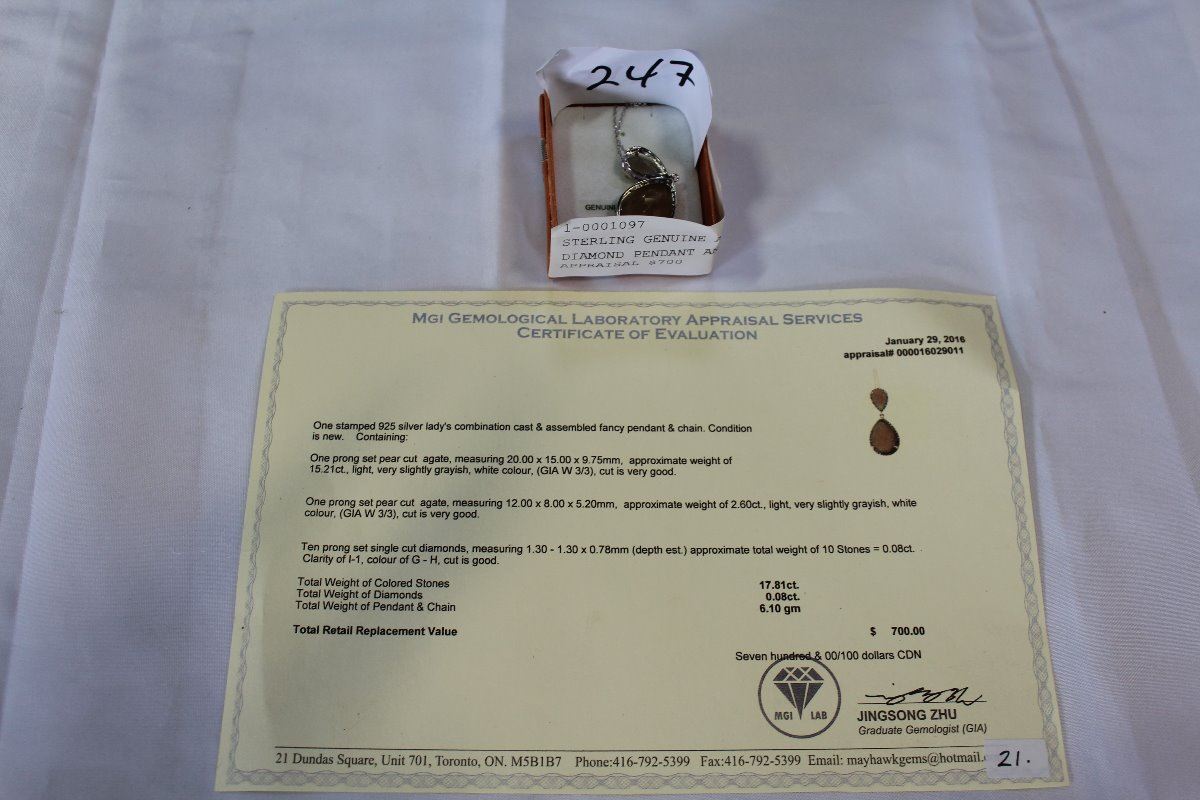 247
GENUINE
1-0001097
STERLING GENUINE
DIAMOND PENDANT
APPRAISAL $700
MGI GEMOLOGICAL LABORATORY APPRAISAL SERVICES
CERTIFICATE OF EVALUATION
January 29, 2016
appraisal# 000016029011
One stamped 925 silver lady's combination cast & assembled fancy pendant & chain. Condition
is new. Containing:
One prong set pear cut agate, measuring 20.00 x 15.00 x 9.75mm, approximate weight of
15.21ct., light, very slightly grayish, white colour, (GIA W 3/3), cut is very good.
One prong set pear cut agate, measuring 12.00 x 8.00 x 5.20mm, approximate weight of 2.60ct., light, very slightly grayish, white
colour, (GIA W 3/3), cut is very good.
Ten prong set single cut diamonds, measuring 1.30 - 1.30 x 0.78mm (depth est.) approximate total weight of 10 Stones = 0.08ct.
Clarity of I-1, colour of G - H, cut is good.
Total Weight of Colored Stones 17.81ct.
Total Weight of Diamonds 0.08ct.
Total Weight of Pendant & Chain 6.10 gm
Total Retail Replacement Value $ 700.00
Seven hundred & 00/100 dollars CDN
MGI LAB
JINGSONG ZHU
Graduate Gemologist (GIA)
21 Dundas Square, Unit 701, Toronto, ON. M5B1B7 Phone:416-792-5399 Fax:416-792-5399 Email: mayhawkgems@hotmail.
21.